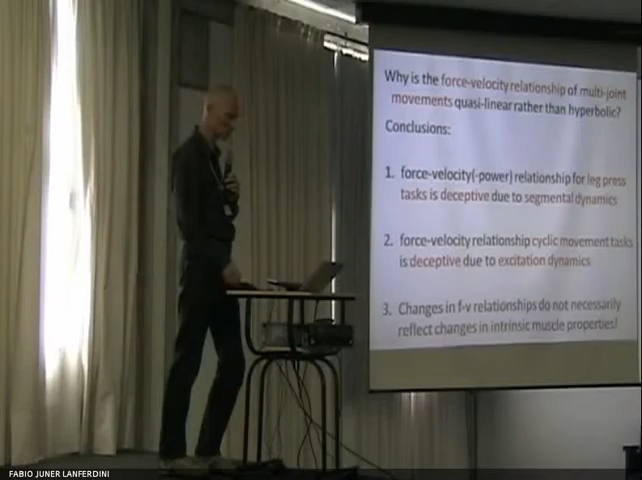 Why is the force-velocity relationship of multi-joint
movements quasi-linear rather than hyperbolic?
Conclusions:
1. force-velocity(-power) relationship for leg press
tasks is deceptive due to segmental dynamics
2. force-velocity relationship cyclic movement tasks
is deceptive due to excitation dynamics
3. Changes in f-v relationships do not necessarily
reflect changes in intrinsic muscle properties!
FABIO JUNER LANFERDINI